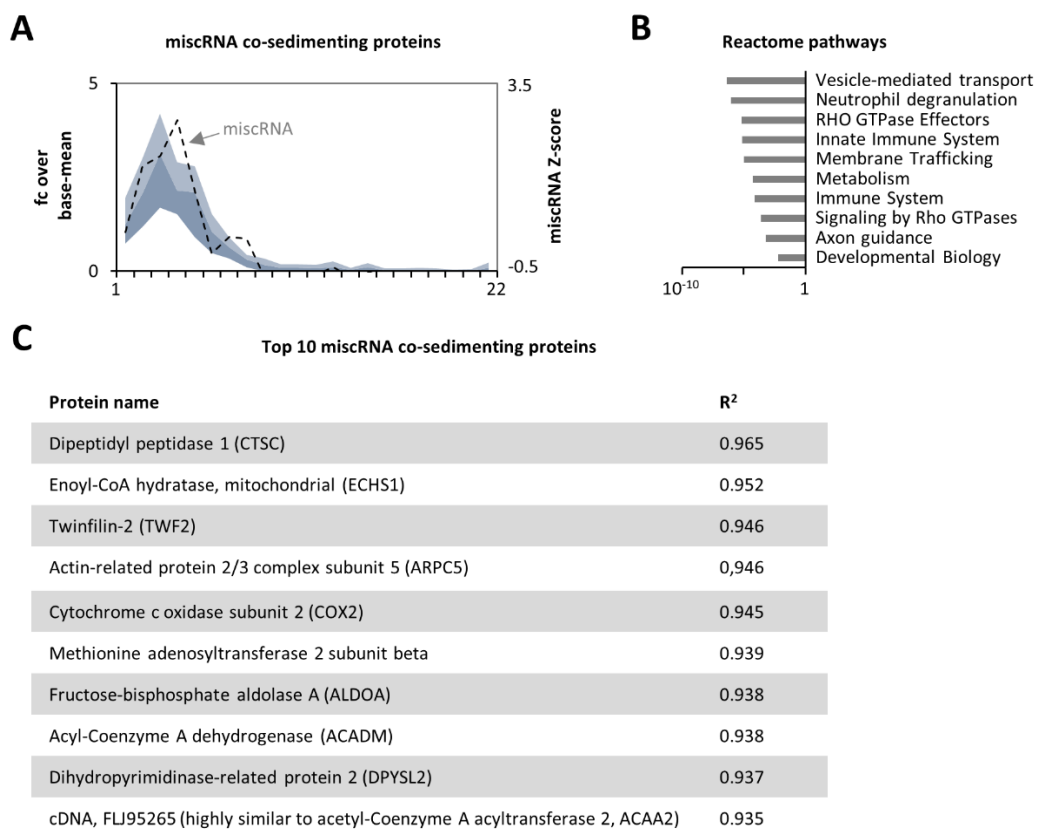 A
miscRNA co-sedimenting proteins
5
3.5
miscRNA
fc over
base-mean
miscRNA Z-score
0
-0.5
1
22
B
Reactome pathways
Vesicle-mediated transport
Neutrophil degranulation
RHO GTPase Effectors
Innate Immune System
Membrane Trafficking
Metabolism
Immune System
Signaling by Rho GTPases
Axon guidance
Developmental Biology
10-10
1
C
Top 10 miscRNA co-sedimenting proteins
Protein name R2
Dipeptidyl peptidase 1 (CTSC) 0.965
Enoyl-CoA hydratase, mitochondrial (ECHS1) 0.952
Twinfilin-2 (TWF2) 0.946
Actin-related protein 2/3 complex subunit 5 (ARPC5) 0,946
Cytochrome c oxidase subunit 2 (COX2) 0.945
Methionine adenosyltransferase 2 subunit beta 0.939
Fructose-bisphosphate aldolase A (ALDOA) 0.938
Acyl-Coenzyme A dehydrogenase (ACADM) 0.938
Dihydropyrimidinase-related protein 2 (DPYSL2) 0.937
cDNA, FLJ95265 (highly similar to acetyl-Coenzyme A acyltransferase 2, ACAA2) 0.935